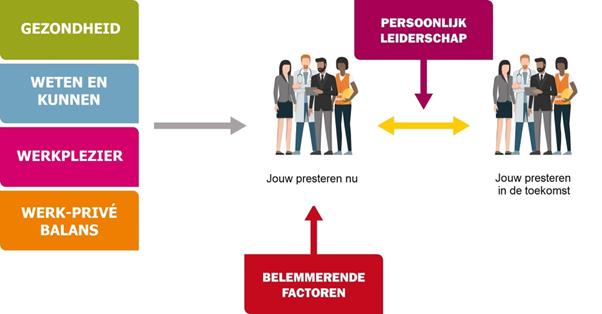 GEZONDHEID
WETEN EN
KUNNEN
WERKPLEZIER
WERK-PRIVÉ
BALANS
Jouw presteren nu
BELEMMERENDE
FACTOREN
PERSOONLIJK
LEIDERSCHAP
Jouw presteren
in de toekomst